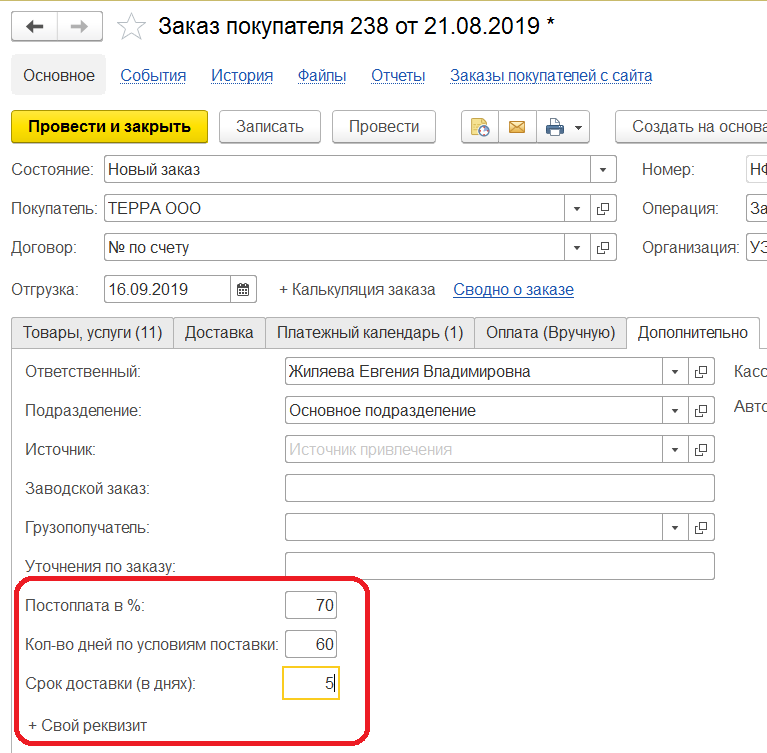 Заказ покупателя 238 от 21.08.2019 *
Основное События История Файлы Отчеты Заказы покупателей с сайта
Провести и закрыть Записать Провести Создать на основа
Состояние: Новый заказ Номер: НФ
Покупатель: ТЕРРА ООО Операция: За
Договор: № по счету Организация: УЗ
Отгрузка: 16.09.2019 + Калькуляция заказа Сводно о заказе
Товары, услуги (11) Доставка Платежный календарь (1) Оплата (Вручную) Дополнительно
Ответственный: Жиляева Евгения Владимировна Касс
Подразделение: Основное подразделение Авто
Источник: Источник привлечения
Заводской заказ:
Грузополучатель:
Уточнения по заказу:
Постоплата в %: 70
Кол-во дней по условиям поставки: 60
Срок доставки (в днях): 5
+ Свой реквизит